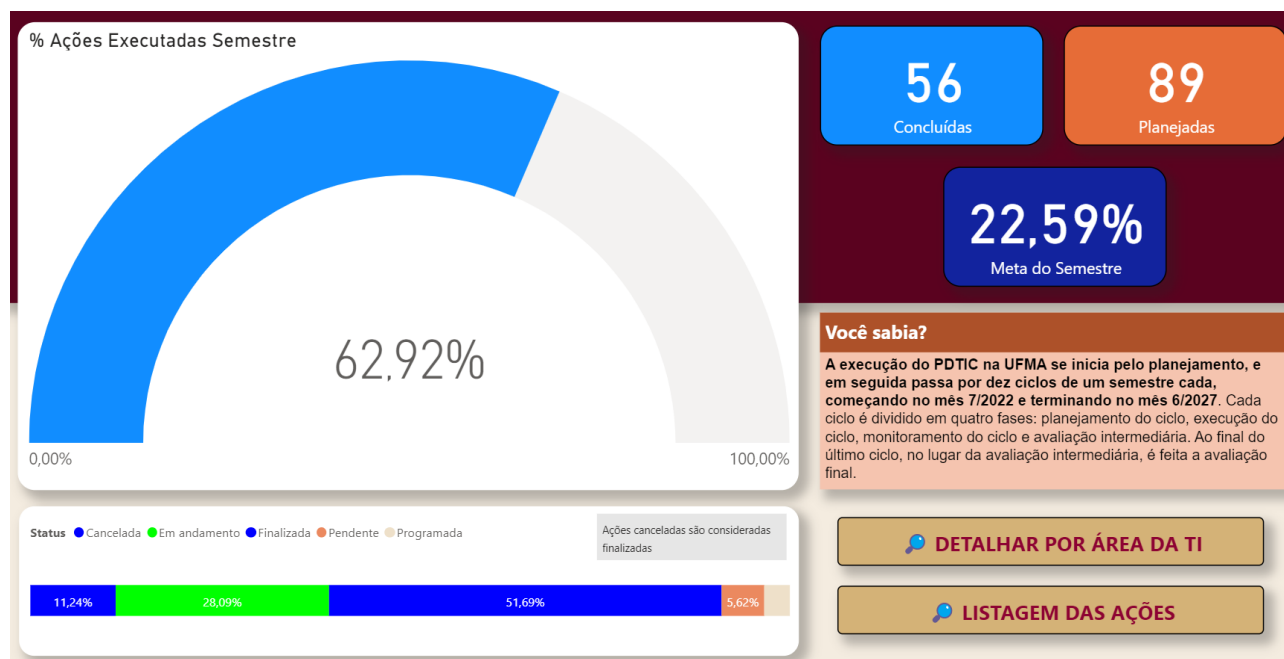 % Ações Executadas Semestre
62,92%
0,00%
100,00%
56
Concluídas
89
Planejadas
22,59%
Meta do Semestre
Você sabia?
A execução do PDTIC na UFMA se inicia pelo planejamento, e
em seguida passa por dez ciclos de um semestre cada,
começando no mês 7/2022 e terminando no mês 6/2027. Cada
ciclo é dividido em quatro fases: planejamento do ciclo, execução do
ciclo, monitoramento do ciclo e avaliação intermediária. Ao final do
último ciclo, no lugar da avaliação intermediária, é feita a avaliação
final.
Status Cancelada Em andamento Finalizada Pendente Programada
Ações canceladas são consideradas
finalizadas
11,24% 28,09% 51,69% 5,62%
DETALHAR POR ÁREA DA TI
LISTAGEM DAS AÇÕES